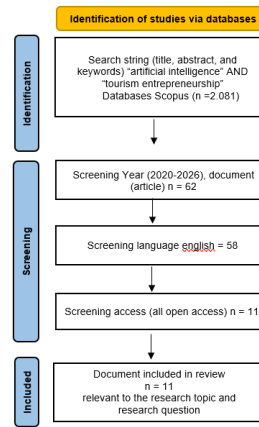 Identification of studies via databases
Identification
Search string (title, abstract, and
keywords) “artificial intelligence” AND
“tourism entrepreneurship”
Databases Scopus (n =2.081)
Screening
Screening Year (2020-2026), document
(article) n = 62
Screening language english = 58
Screening access (all open access) n = 11
Included
Document included in review
n = 11
relevant to the research topic and
research question